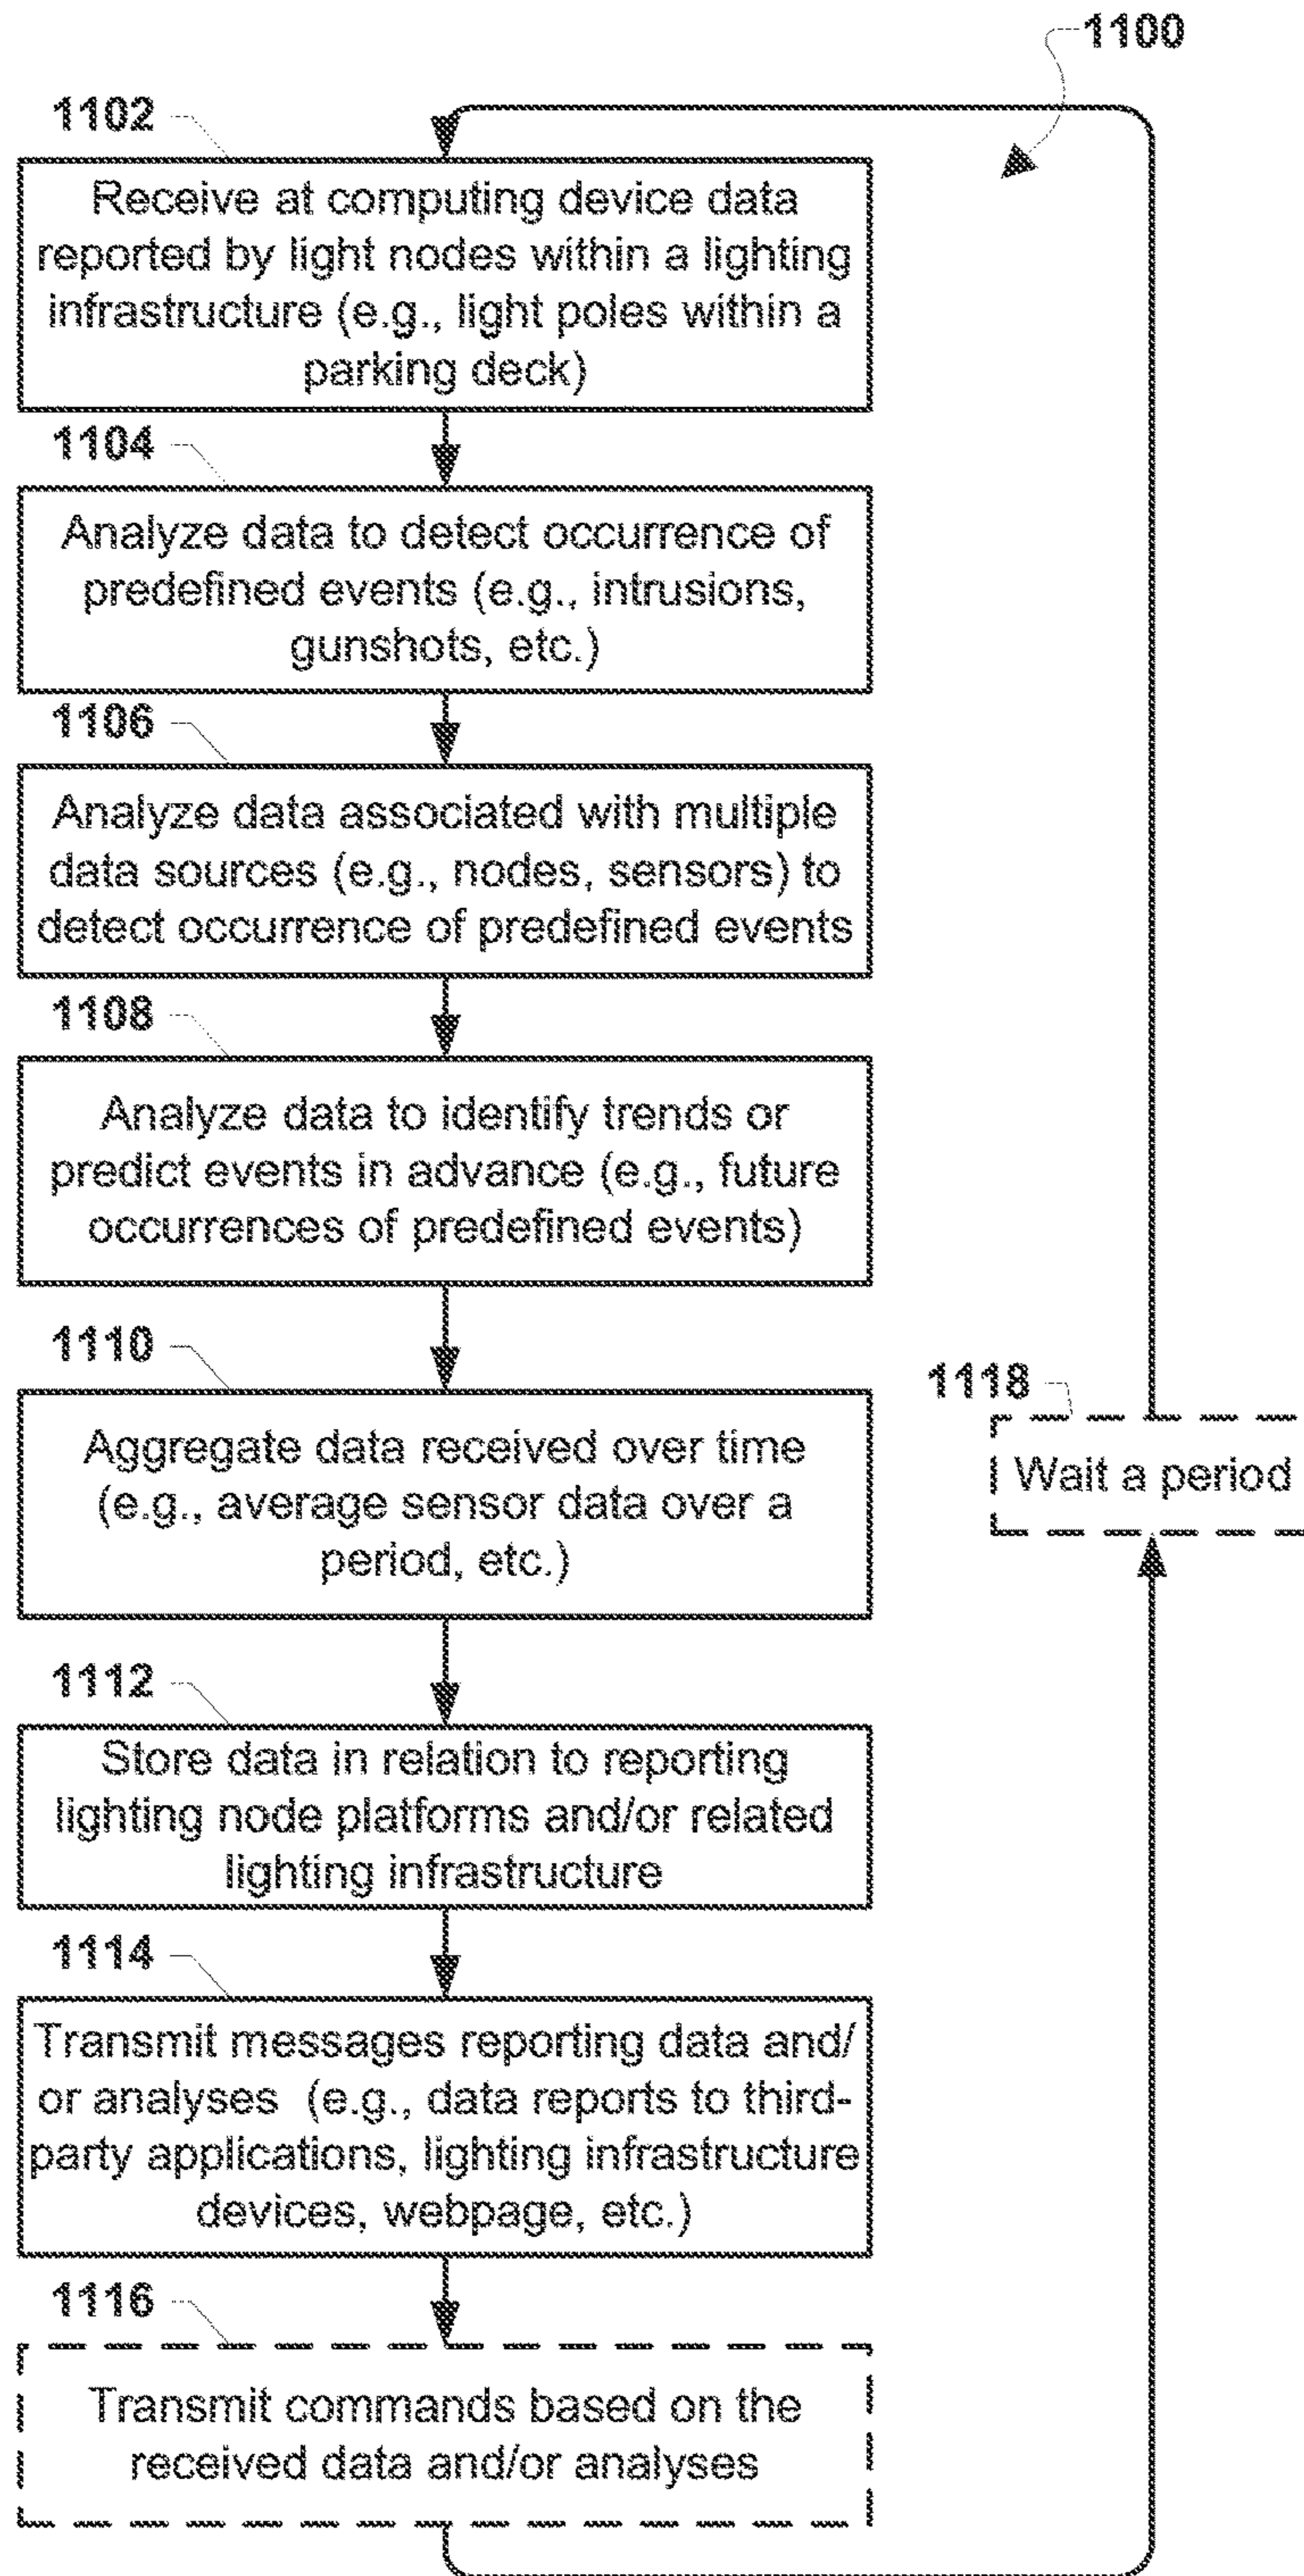 1100
1102
Receive at computing device data
reported by light nodes within a lighting
infrastructure (e.g., light poles within a
parking deck)
1104
Analyze data to detect occurrence of
predefined events (e.g., intrusions,
gunshots, etc.)
1106
Analyze data associated with multiple
data sources (e.g., nodes, sensors) to
detect occurrence of predefined events
1108
Analyze data to identify trends or
predict events in advance (e.g., future
occurrences of predefined events)
1110
Aggregate data received over time
(e.g., average sensor data over a
period, etc.)
1118
Wait a period
1112
Store data in relation to reporting
lighting node platforms and/or related
lighting infrastructure
1114
Transmit messages reporting data and/
or analyses (e.g., data reports to third-
party applications, lighting infrastructure
devices, webpage, etc.)
1116
Transmit commands based on the
received data and/or analyses